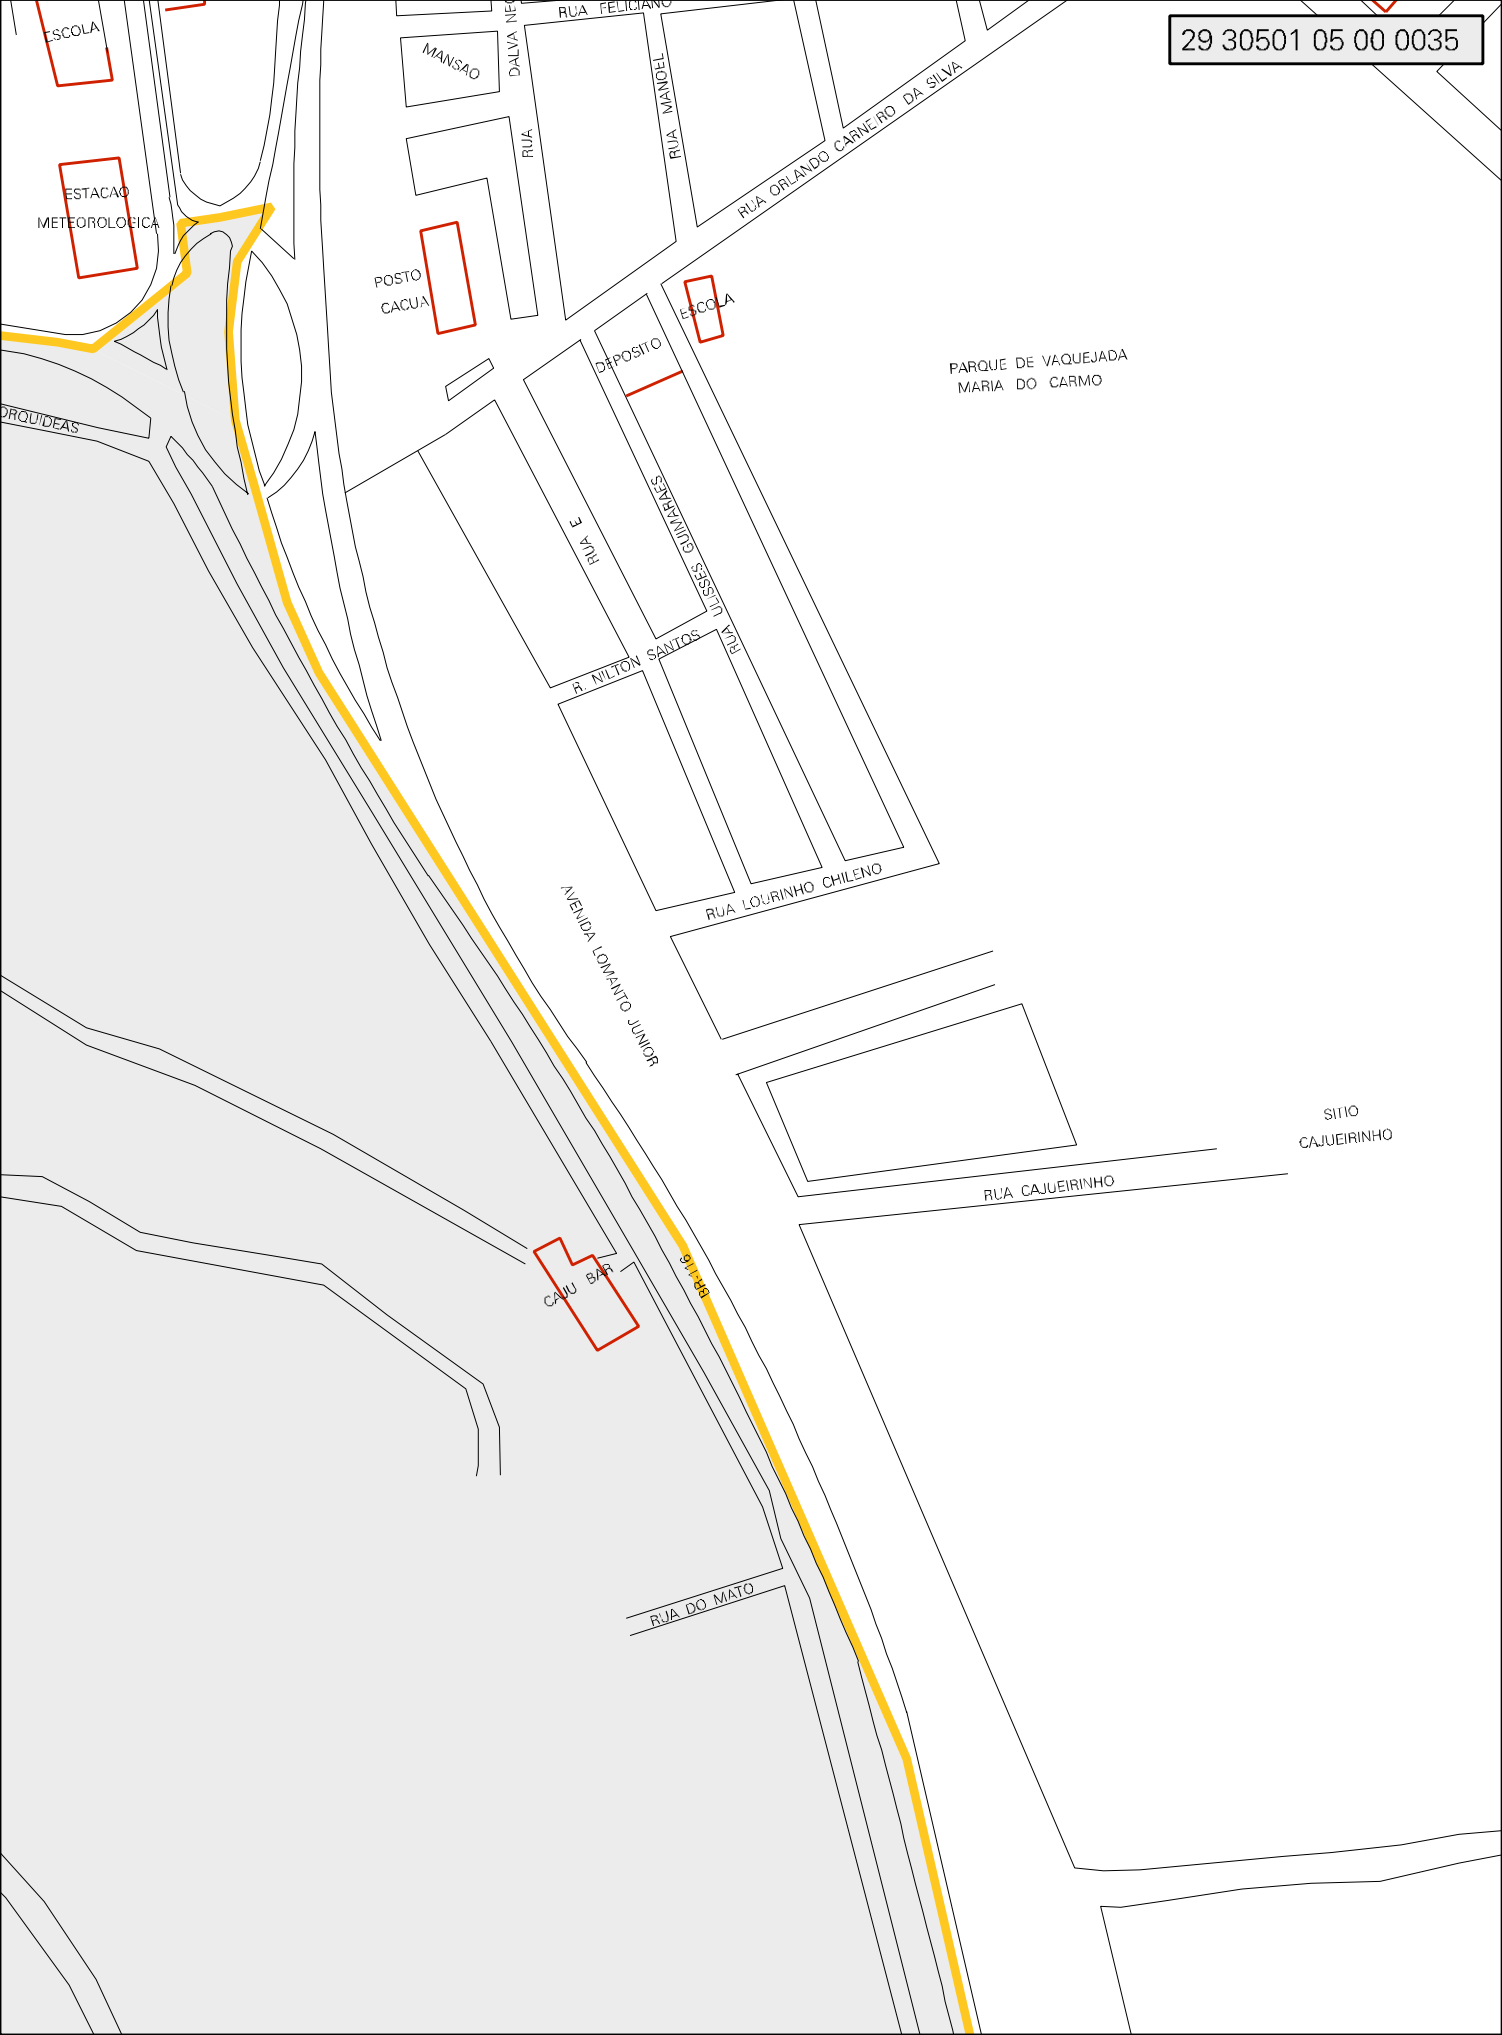 29 30501 05 00 0035
ESCOLA
MANSAO
RUA FELICIANO
RUA MANOEL
RUA DALVA
RUA ORLANDO CARNEIRO DA SILVA
ESTACAO
METEOROLOGICA
POSTO
CACUA
ESCOLA
DEPOSITO
PARQUE DE VAQUEJADA
MARIA DO CARMO
ORQUIDEAS
RUA E
RUA ULISSES GUIMARAES
R. NILTON SANTOS
RUA LOURINHO CHILENO
AVENIDA LOMANTO JUNIOR
SITIO
CAJUEIRINHO
RUA CAJUEIRINHO
BR-116
CAJU BAR
RUA DO MATO